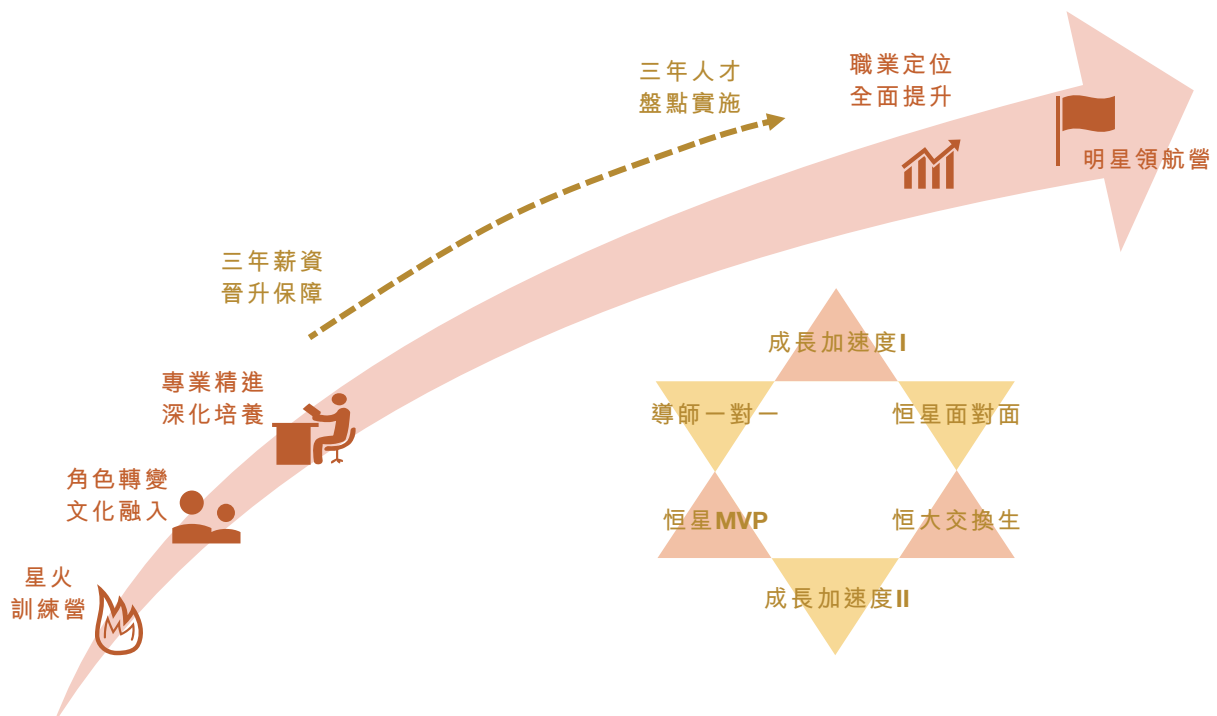 三年人才
盤點實施
職業定位
全面提升
明星領航營
三年薪資
晉升保障
專業精進
深化培養
角色轉變
文化融入
星火
訓練營
成長加速度I
導師一對一
恒星面對面
恒星MVP
恒大交換生
成長加速度II